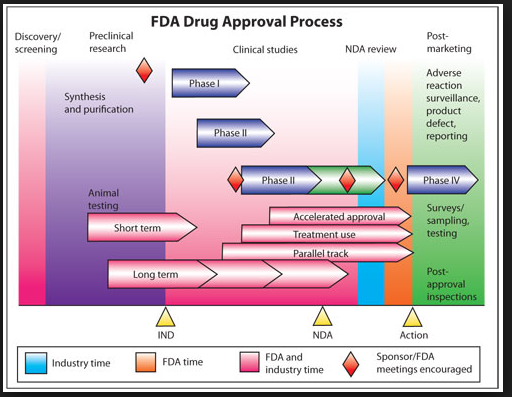 FDA Drug Approval Process
Discovery/
screening
Preclinical
research
Clinical studies
NDA review
Post-
marketing
Synthesis
and purification
Phase I
Adverse
reaction
surveillance,
product
defect,
reporting
Phase II
Phase II
Phase IV
Animal
testing
Short term
Accelerated approval
Treatment use
Parallel track
Surveys/
sampling,
testing
Long term
Post-
approval
inspections
IND
NDA
Action
Industry time
FDA time
FDA and
industry time
Sponsor/FDA
meetings encouraged